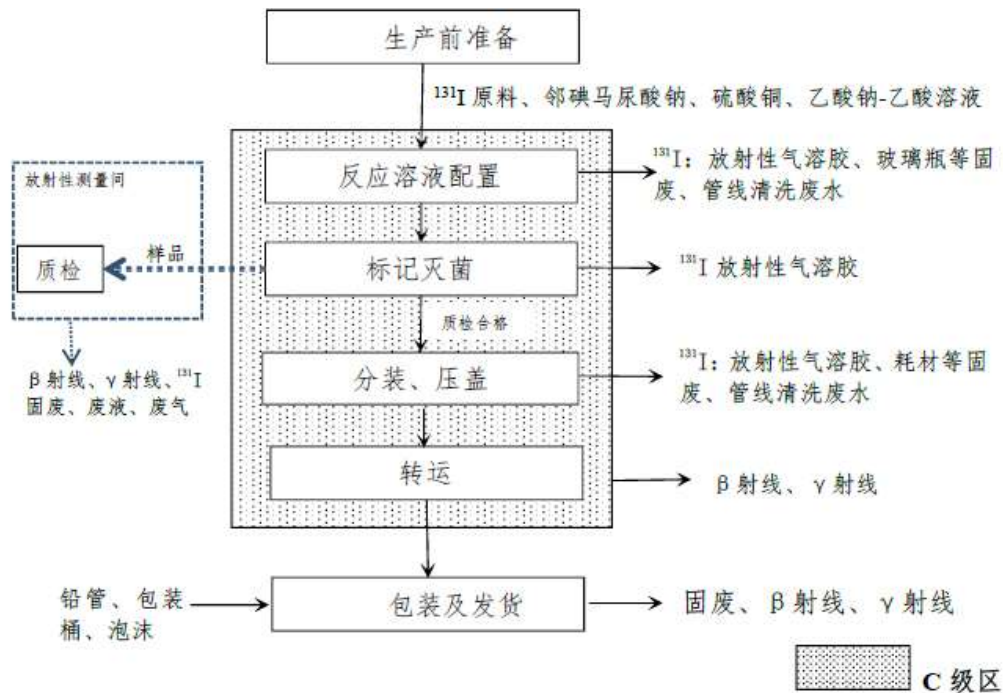 生产前准备
¹³¹I 原料、邻碘马尿酸钠、硫酸铜、乙酸钠-乙酸溶液
反应溶液配置
¹³¹I：放射性气溶胶、玻璃瓶等固
废、管线清洗废水
放射性测量间
质检
样品
标记灭菌
¹³¹I 放射性气溶胶
质检合格
β射线、γ射线、¹³¹I
固废、废液、废气
分装、压盖
¹³¹I：放射性气溶胶、耗材等固
废、管线清洗废水
转运
β射线、γ射线
铅管、包装
桶、泡沫
包装及发货
固废、β射线、γ射线
C 级区